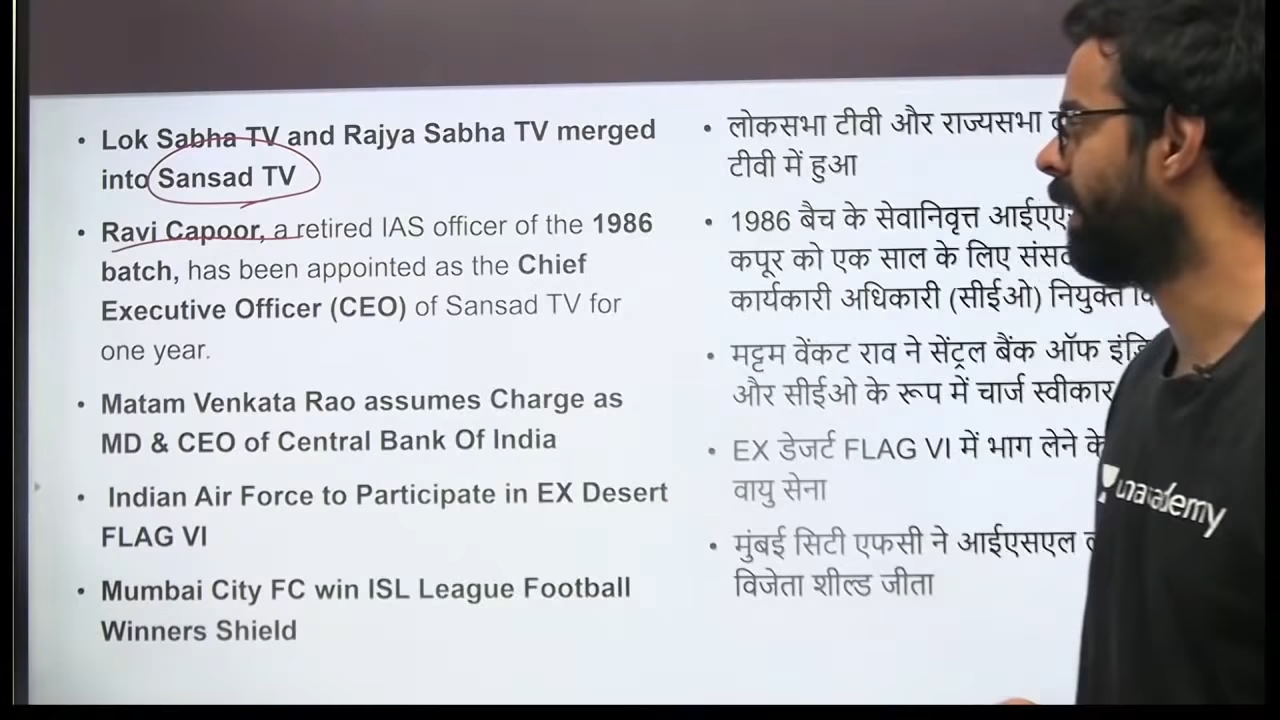 Lok Sabha TV and Rajya Sabha TV merged
into Sansad TV
Ravi Capoor, a retired IAS officer of the 1986
batch, has been appointed as the Chief
Executive Officer (CEO) of Sansad TV for
one year.
Matam Venkata Rao assumes Charge as
MD & CEO of Central Bank Of India
Indian Air Force to Participate in EX Desert
FLAG VI
Mumbai City FC win ISL League Football
Winners Shield
लोकसभा टीवी और राज्यसभा
टीवी में हुआ
1986 बैच के सेवानिवृत्त
कपूर को एक साल के लिए
कार्यकारी अधिकारी (सीईओ) नियुक्त
मट्टम वेंकट राव ने सेंट्रल बैंक ऑफ
और सीईओ के रूप में चार्ज स्वीकार
EX डेजर्ट FLAG VI में भाग लेने के
वायु सेना
मुंबई सिटी एफसी ने आईएसएल
विजेता शील्ड जीता
unacademy